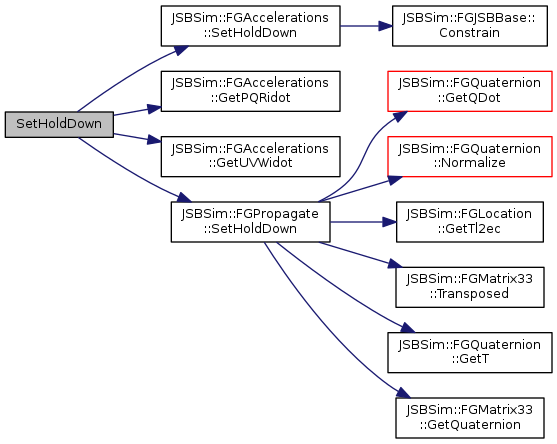 JSBSim::FGAccelerations
::SetHoldDown
JSBSim::FGJSBBase::
Constrain
JSBSim::FGAccelerations
::GetPQRidot
JSBSim::FGQuaternion
::GetQDot
SetHoldDown
JSBSim::FGAccelerations
::GetUVWidot
JSBSim::FGQuaternion
::Normalize
JSBSim::FGPropagate
::SetHoldDown
JSBSim::FGLocation
::GetTl2ec
JSBSim::FGMatrix33
::Transposed
JSBSim::FGQuaternion
::GetT
JSBSim::FGMatrix33
::GetQuaternion